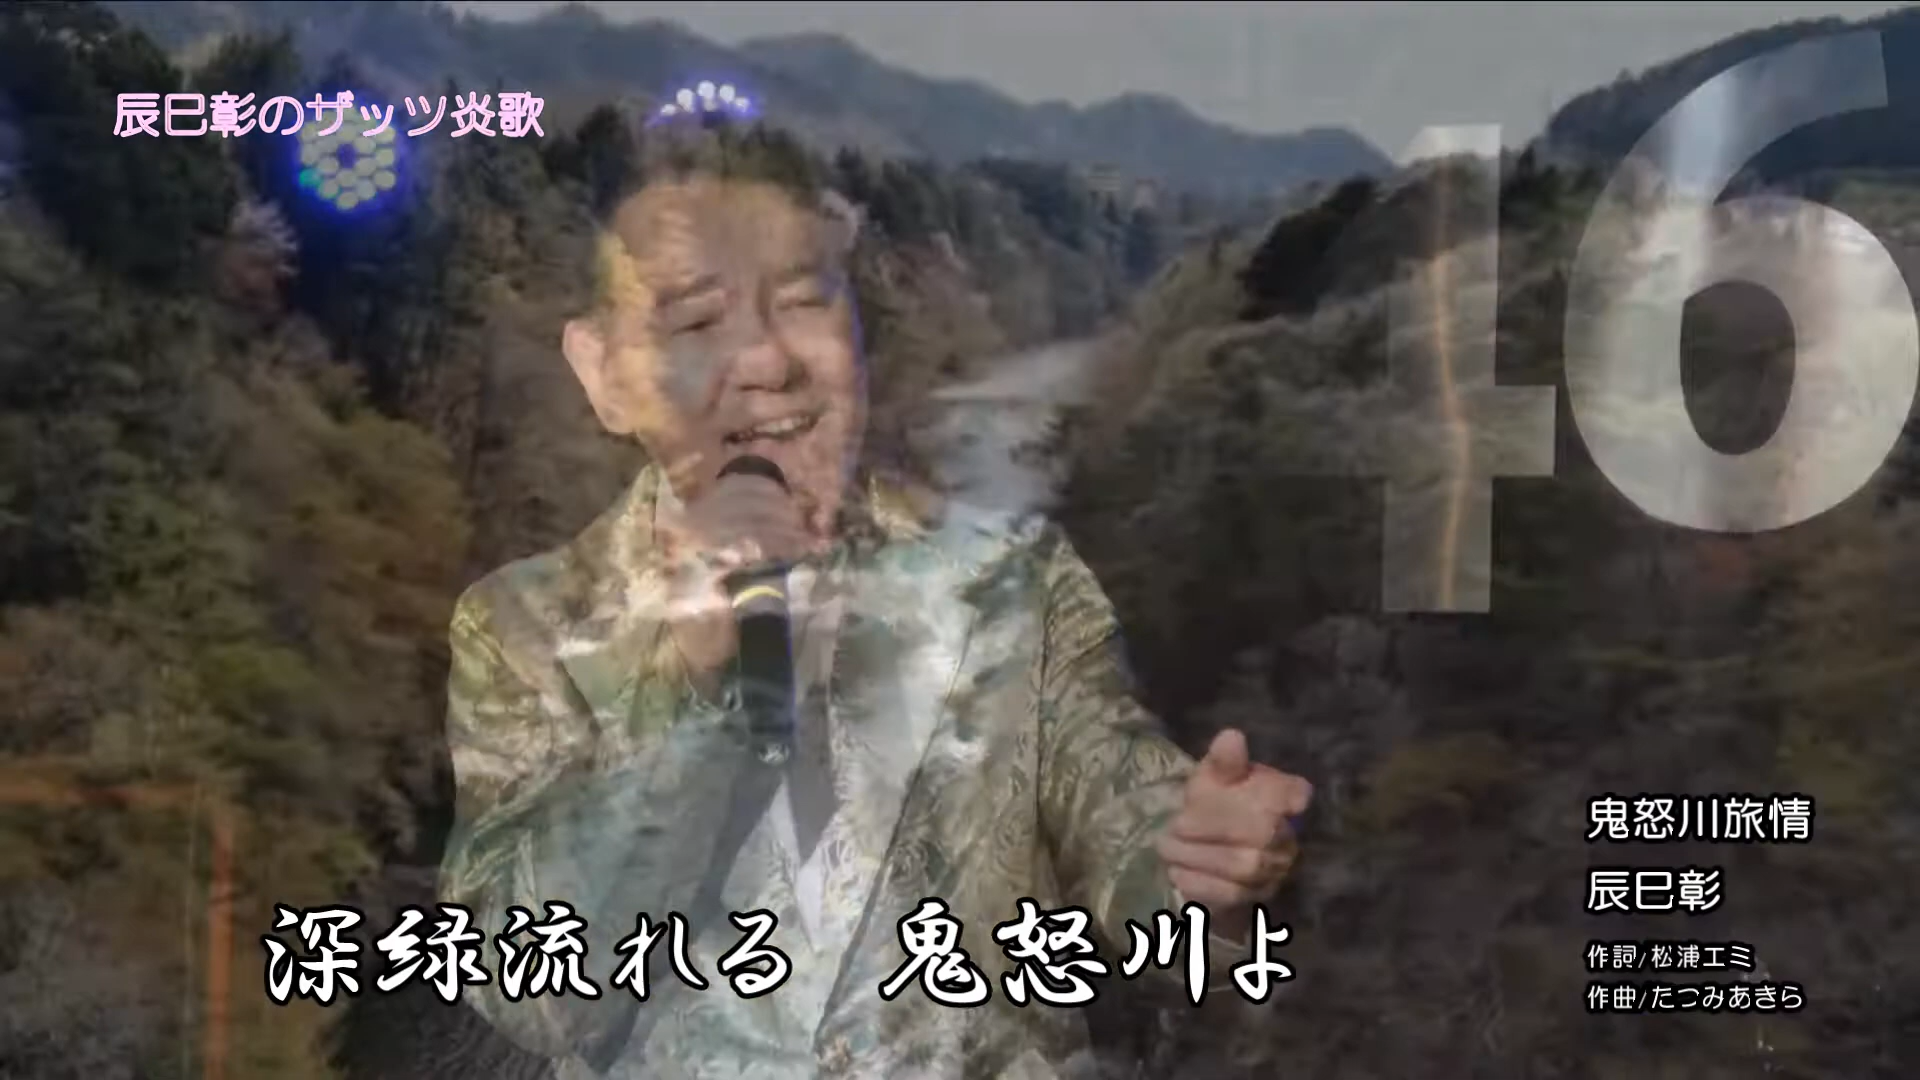 辰巳彰のザッツ炎歌
46
鬼怒川旅情
辰巳彰
作詞/松浦エミ
作曲/たつみあきら
深緑流れる 鬼怒川よ